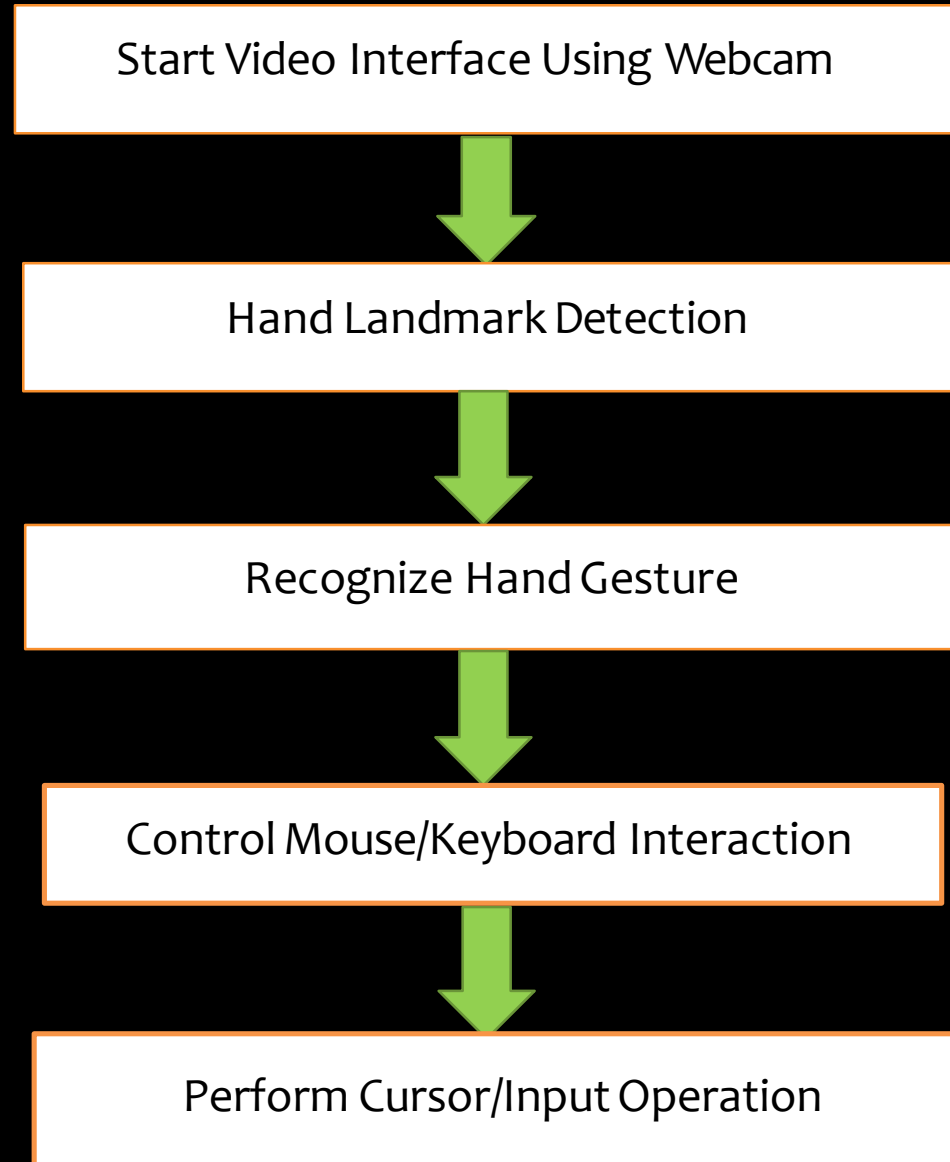 Start Video Interface Using Webcam
Hand Landmark Detection
Recognize Hand Gesture
Control Mouse/Keyboard Interaction
Perform Cursor/Input Operation